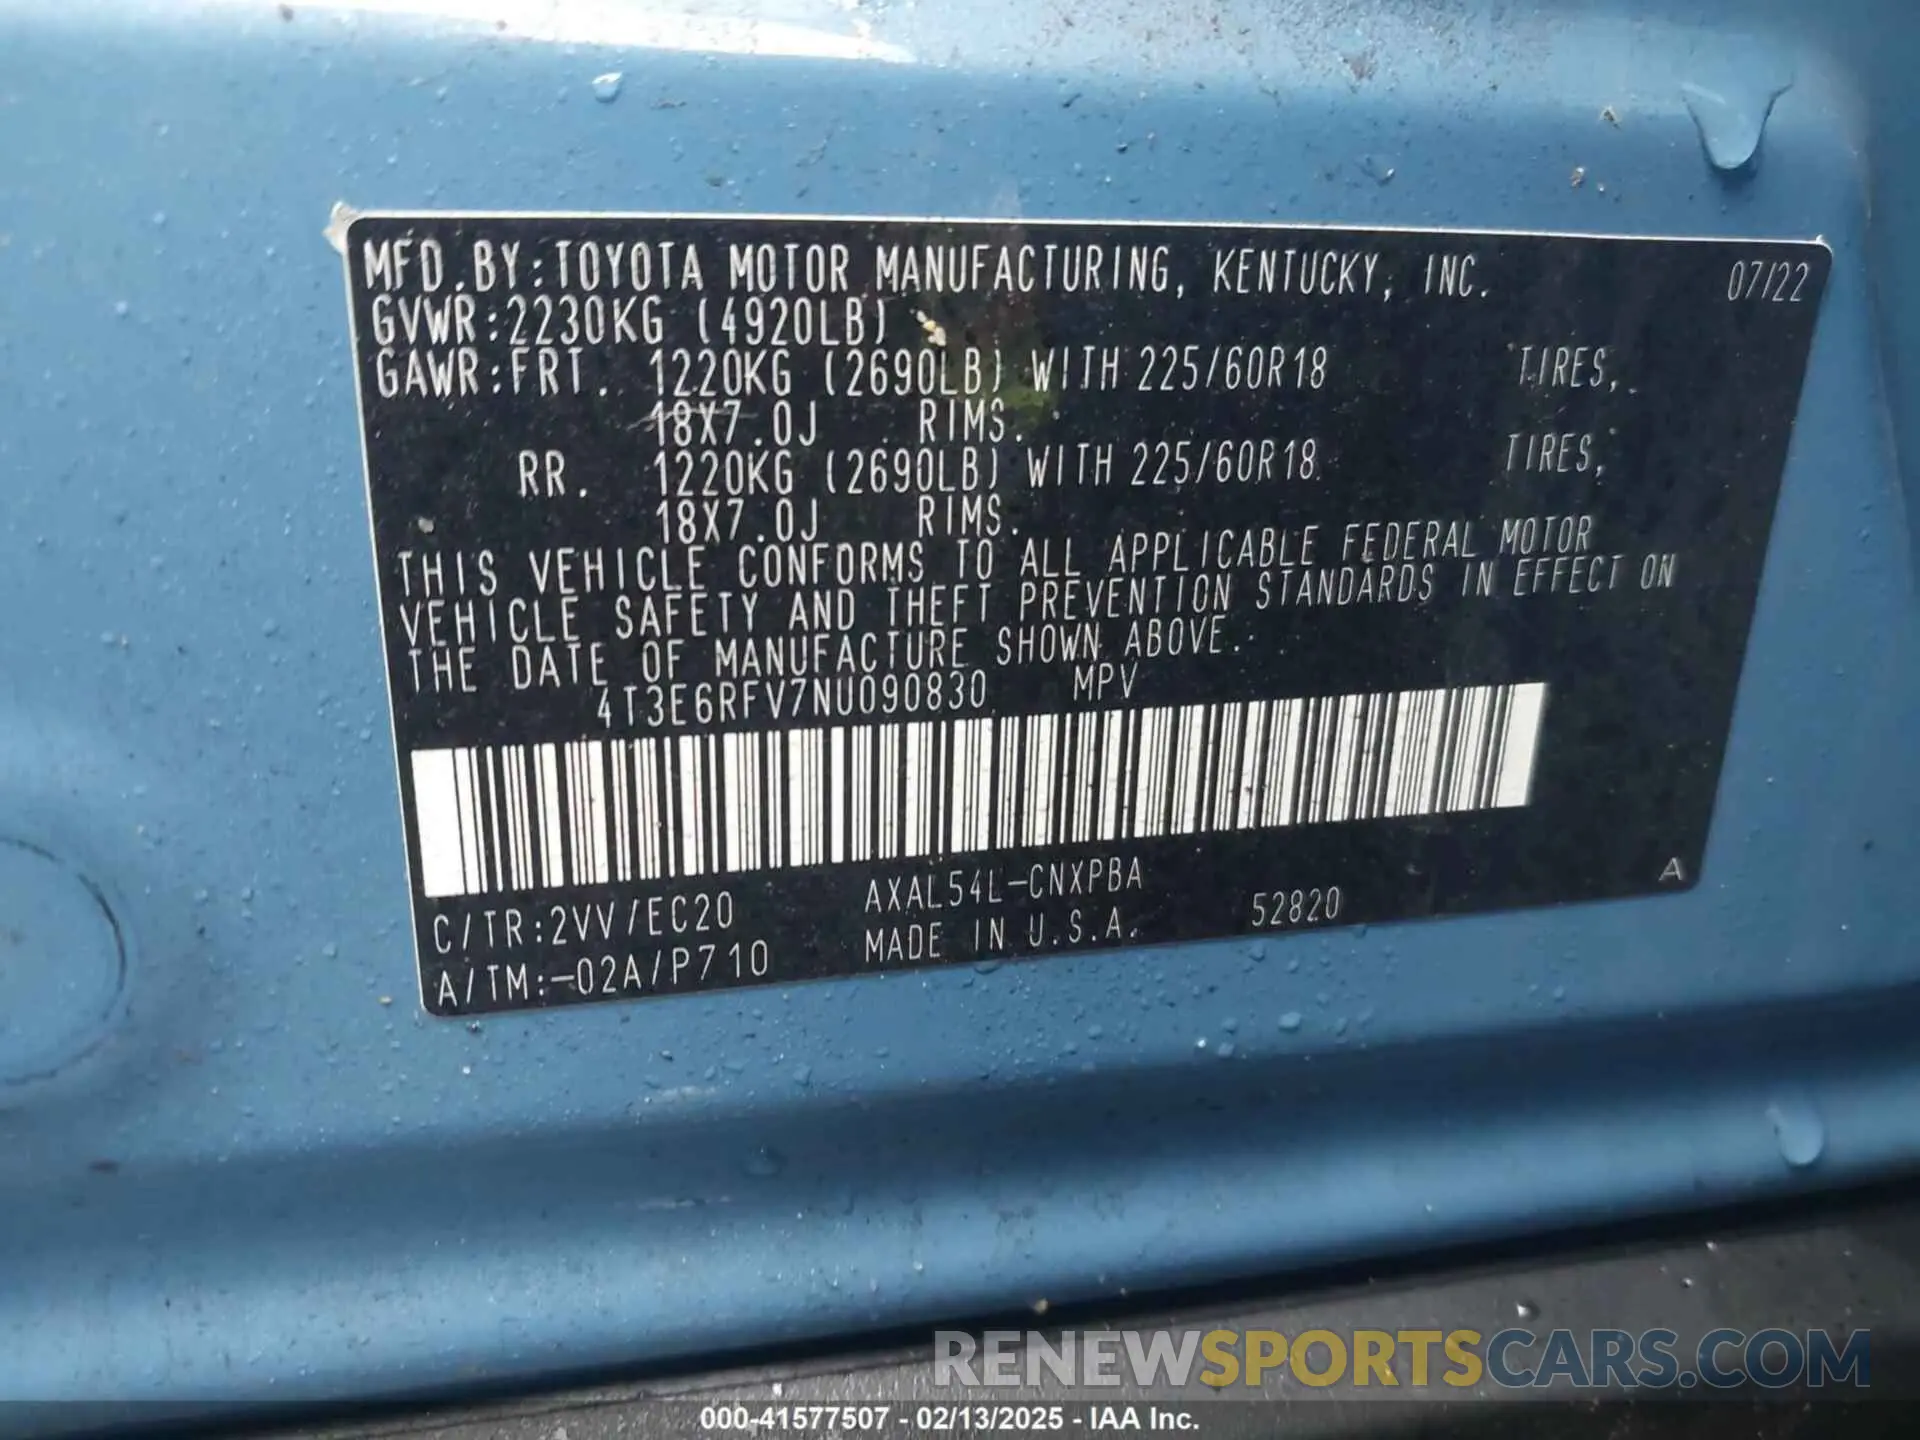 MFD.BY:TOYOTA MOTOR MANUFACTURING, KENTUCKY, INC. 07/22
GVWR:2230KG (4920LB)
GAWR:FRT. 1220KG (2690LB) WITH 225/60R18 TIRES,
18X7.0J RIMS.
RR. 1220KG (2690LB) WITH 225/60R18 TIRES,
18X7.0J RIMS.
THIS VEHICLE CONFORMS TO ALL APPLICABLE FEDERAL MOTOR
VEHICLE SAFETY AND THEFT PREVENTION STANDARDS IN EFFECT ON
THE DATE OF MANUFACTURE SHOWN ABOVE.
4T3E6RFV7NU090830 MPV
C/TR:2VV/EC20 AXAL54L-CNXPBA A
A/TM:-02A/P710 MADE IN U.S.A. 52820
RENEWSPORTSCARS.COM
000-41577507 - 02/13/2025 - IAA Inc.